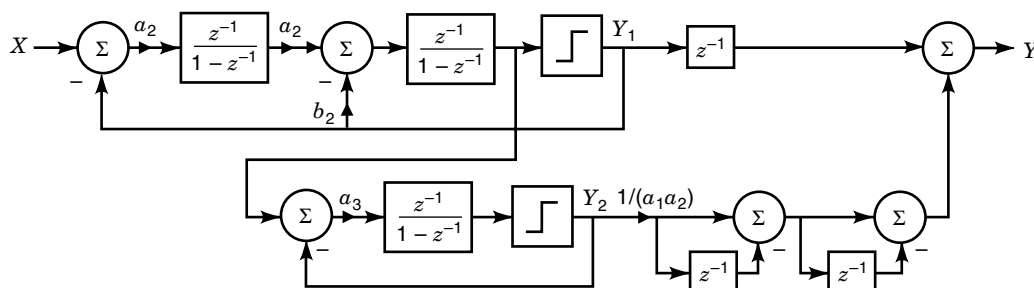 X Σ − a₂ z⁻¹ / 1 − z⁻¹ a₂ Σ − z⁻¹ / 1 − z⁻¹ Y₁ z⁻¹ Σ Y
b₂
Σ − a₃ z⁻¹ / 1 − z⁻¹ Y₂ 1/(a₁a₂) Σ − Σ −
z⁻¹ z⁻¹